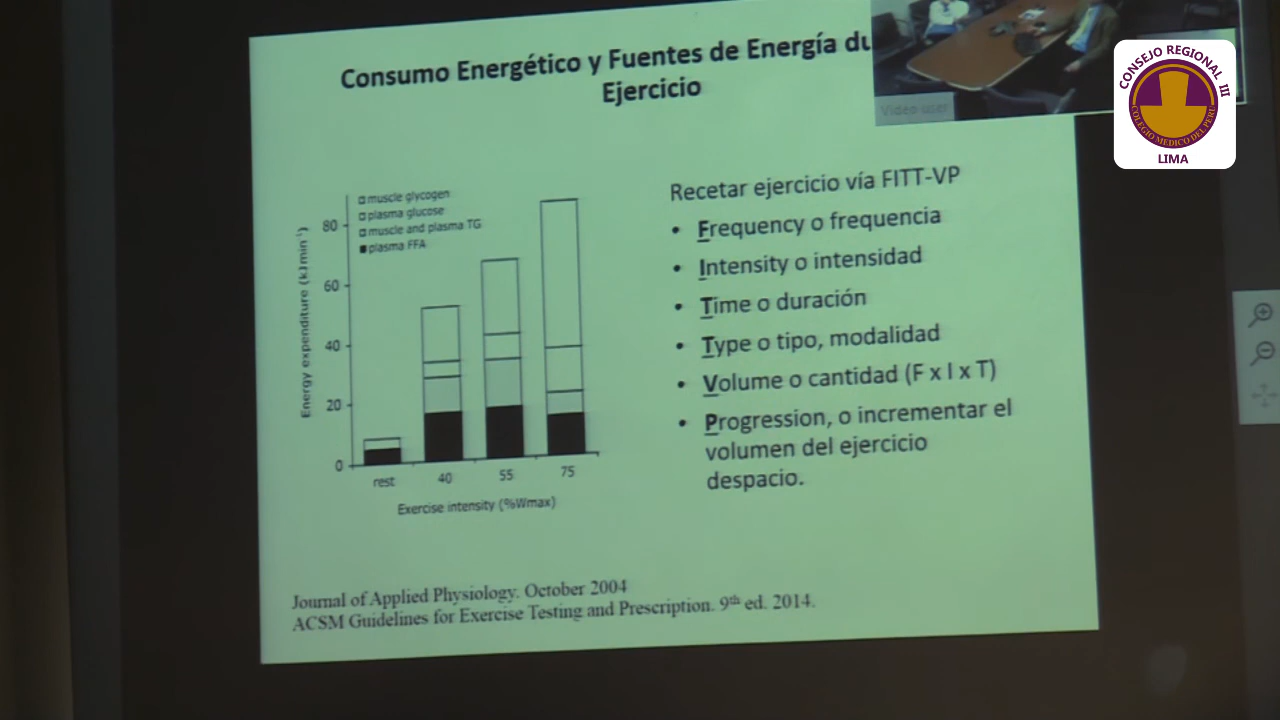 Consumo Energético y Fuentes de Energía du
Ejercicio
Video user
CONSEJO REGIONAL III
COLEGIO MEDICO DEL PERU
LIMA
muscle glycogen
plasma glucose
muscle and plasma TG
plasma FFA
Energy expenditure (kJ min⁻¹)
80
60
40
20
0
rest
40
55
75
Exercise intensity (%Wmax)
Recetar ejercicio vía FITT-VP
• Frequency o frequencia
• Intensity o intensidad
• Time o duración
• Type o tipo, modalidad
• Volume o cantidad (F x I x T)
• Progression, o incrementar el
volumen del ejercicio
despacio.
Journal of Applied Physiology. October 2004
ACSM Guidelines for Exercise Testing and Prescription. 9th ed. 2014.